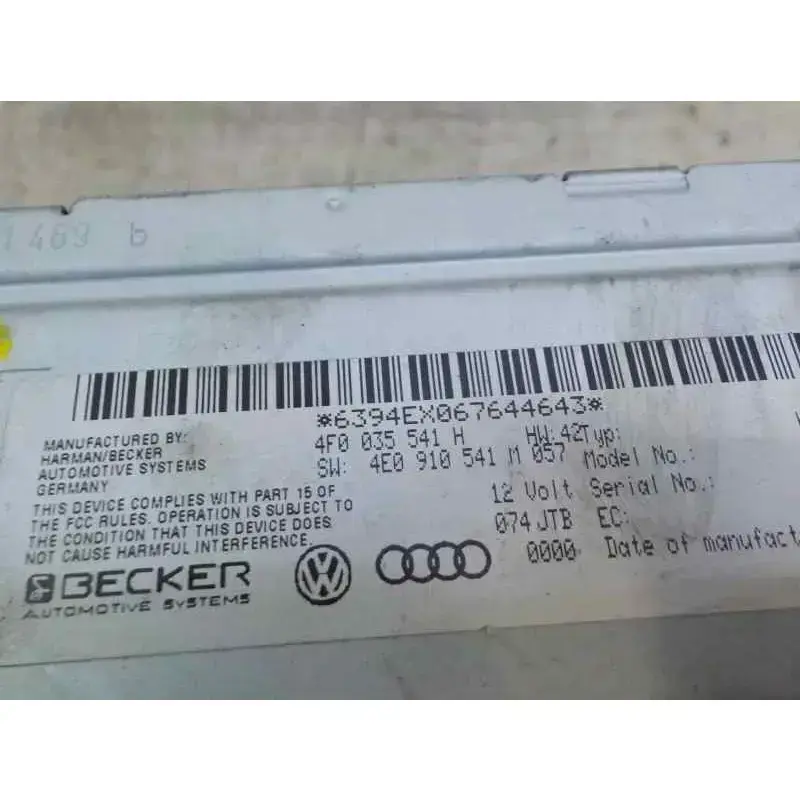 1469 b
*6394EX067644643*
MANUFACTURED BY:
HARMAN/BECKER
AUTOMOTIVE SYSTEMS
GERMANY
4F0 035 541 H HW:42Typ:
SW: 4E0 910 541 M 057 Model No.:
12 Volt Serial No.:
074 JTB EC:
0000 Date of manufact
THIS DEVICE COMPLIES WITH PART 15 OF
THE FCC RULES. OPERATION IS SUBJECT TO
THE CONDITION THAT THIS DEVICE DOES
NOT CAUSE HARMFUL INTERFERENCE.
BECKER
AUTOMOTIVE SYSTEMS